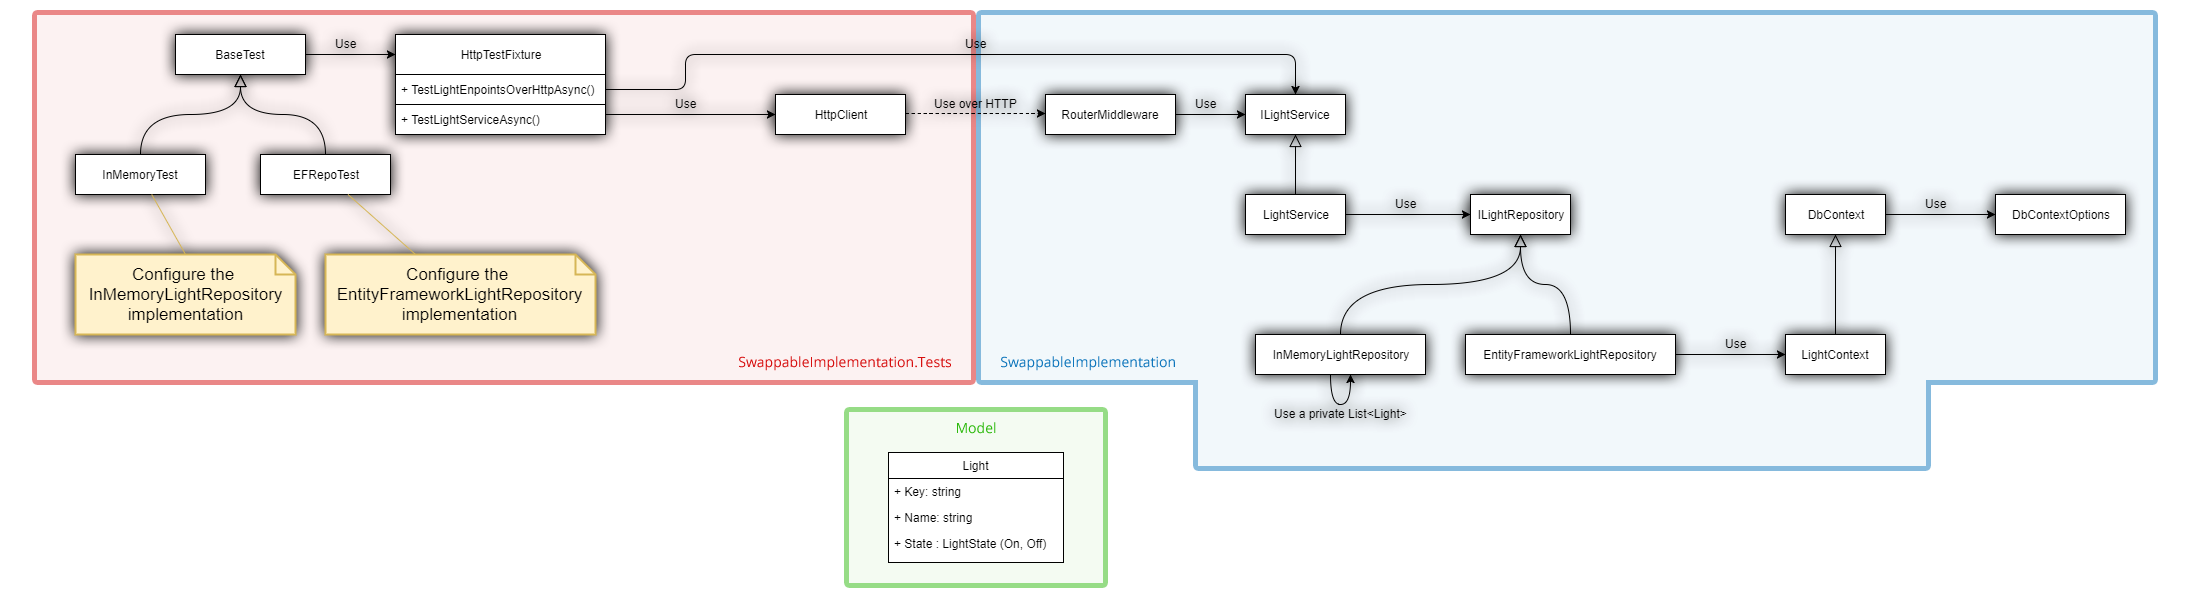 BaseTest
Use
HttpTestFixture
+ TestLightEnpointsOverHttpAsync()
+ TestLightServiceAsync()
Use
Use
HttpClient
Use over HTTP
RouterMiddleware
Use
ILightService
InMemoryTest
EFRepoTest
Configure the
InMemoryLightRepository
implementation
Configure the
EntityFrameworkLightRepository
implementation
SwappableImplementation.Tests
LightService
Use
ILightRepository
DbContext
Use
DbContextOptions
InMemoryLightRepository
Use a private List<Light>
EntityFrameworkLightRepository
Use
LightContext
SwappableImplementation
Model
Light
+ Key: string
+ Name: string
+ State : LightState (On, Off)